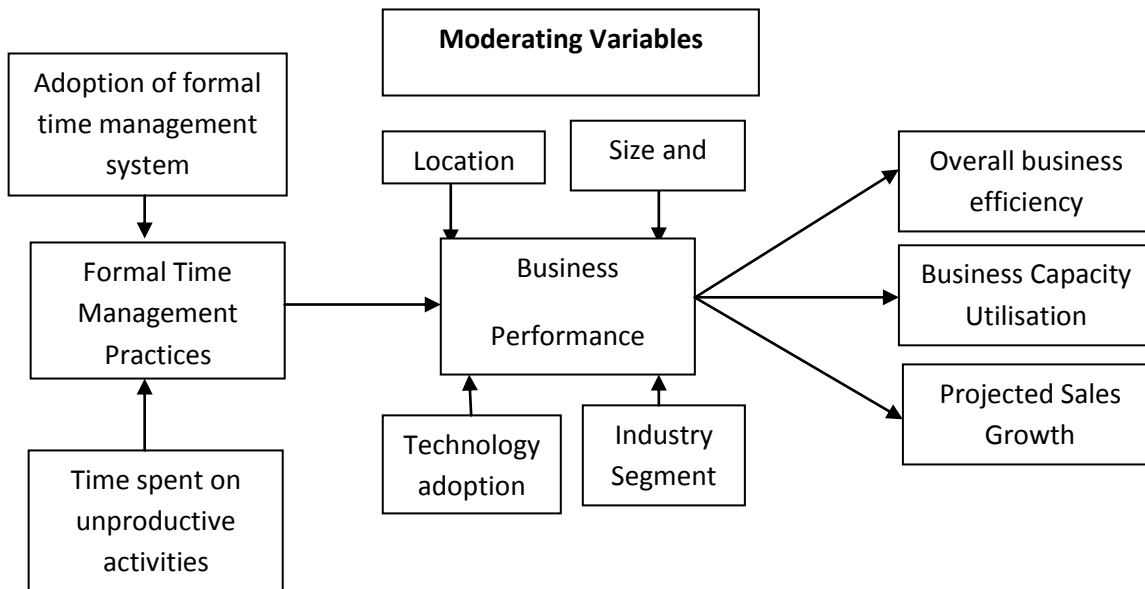 Moderating Variables
Adoption of formal
time management
system
Location
Size and
Overall business
efficiency
Formal Time
Management
Practices
Business
Performance
Business Capacity
Utilisation
Technology
adoption
Industry
Segment
Projected Sales
Growth
Time spent on
unproductive
activities